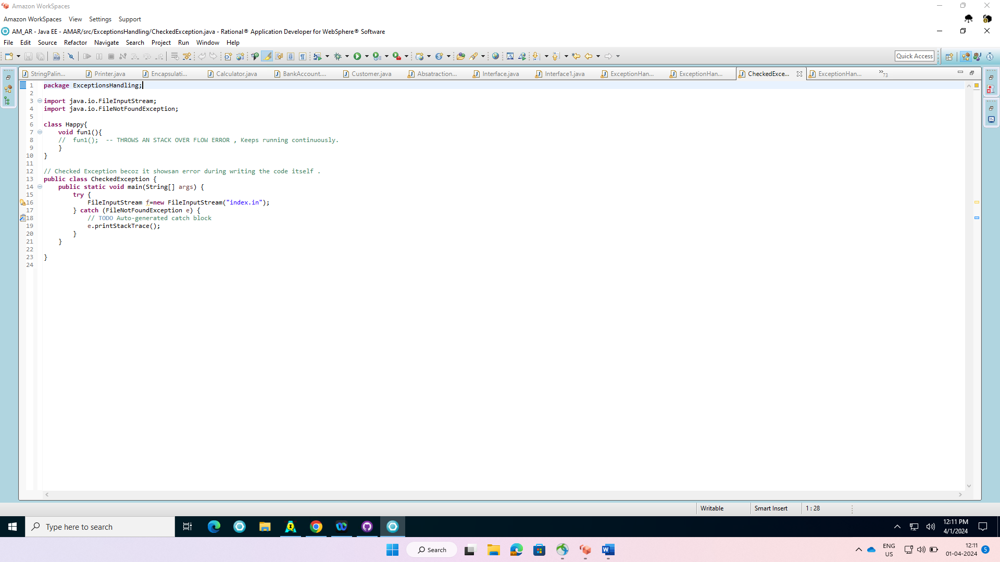 Amazon WorkSpaces
Amazon WorkSpaces View Settings Support
AM_AR - Java EE - AMAR/src/ExceptionsHandling/CheckedException.java - Rational® Application Developer for WebSphere® Software
File Edit Source Refactor Navigate Search Project Run Window Help
Quick Access
StringPalin... Printer.java Encapsulati... Calculator.java BankAccount.... Customer.java Absatraction... Interface.java Interface1.java ExceptionHan... ExceptionHan... CheckedExce... ExceptionHan... »73
1 package ExceptionsHandling;
2
3 import java.io.FileInputStream;
4 import java.io.FileNotFoundException;
5
6 class Happy{
7 void fun1(){
8 // fun1(); -- THROWS AN STACK OVER FLOW ERROR , Keeps running continuously.
9 }
10 }
11
12 // Checked Exception becoz it showsan error during writing the code itself .
13 public class CheckedException {
14 public static void main(String[] args) {
15 try {
16 FileInputStream f=new FileInputStream("index.in");
17 } catch (FileNotFoundException e) {
18 // TODO Auto-generated catch block
19 e.printStackTrace();
20 }
21 }
22
23 }
24
Writable Smart Insert 1 : 28
Type here to search
12:11 PM
4/1/2024
Search
ENG
US
12:11
01-04-2024
5